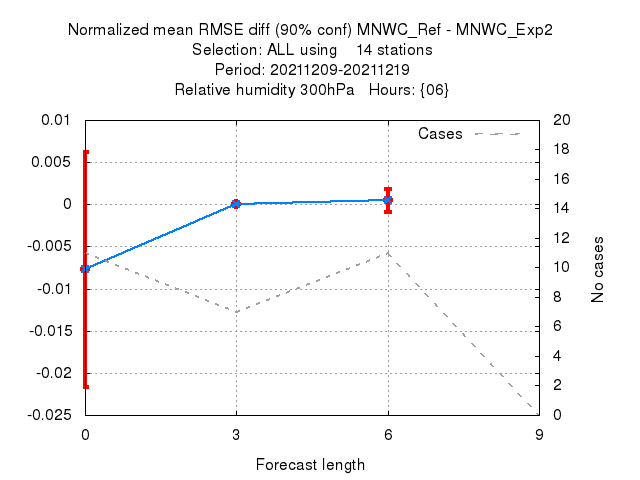 Normalized mean RMSE diff (90% conf) MNWC_Ref - MNWC_Exp2
Selection: ALL using    14 stations
Period: 20211209-20211219
Relative humidity 300hPa   Hours: {06}
Cases
0.01
0.005
0
-0.005
-0.01
-0.015
-0.02
-0.025
20
18
16
14
12
10
8
6
4
2
0
No cases
0 3 6 9
Forecast length